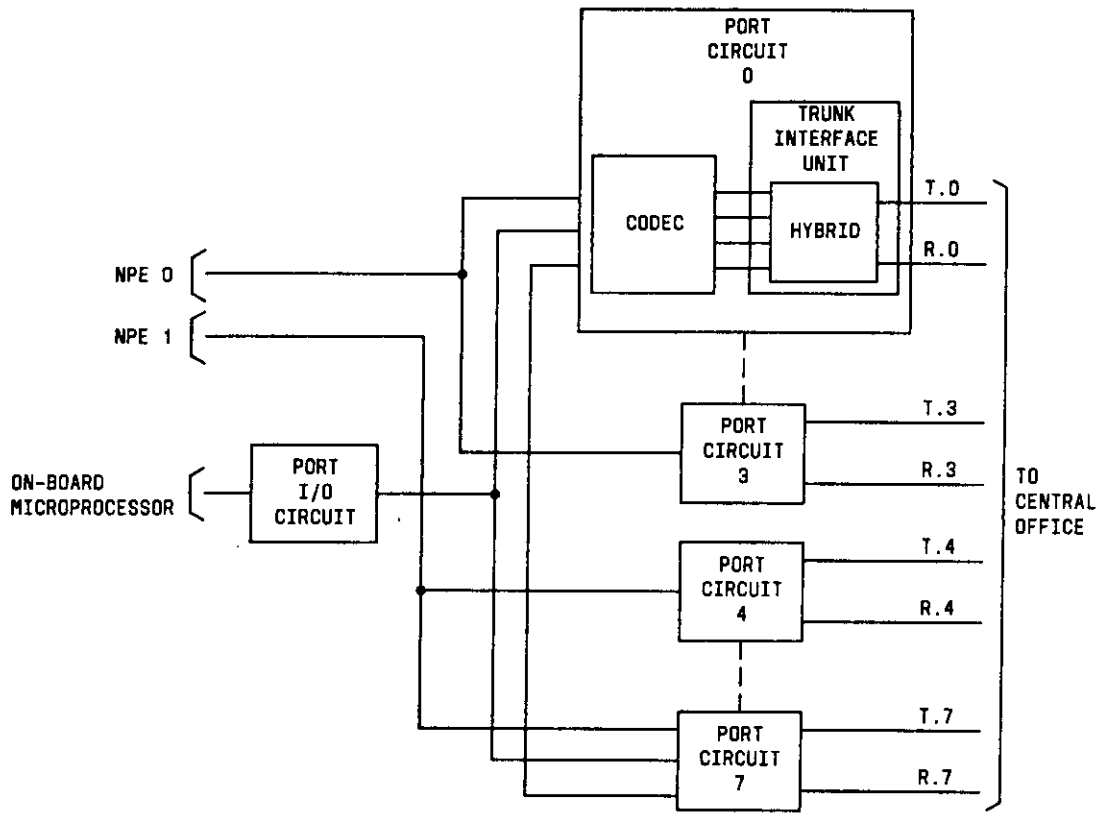 PORT
CIRCUIT
0
TRUNK
INTERFACE
UNIT
CODEC
HYBRID
T.0
R.0
NPE 0
NPE 1
PORT
CIRCUIT
3
T.3
R.3
ON-BOARD
MICROPROCESSOR
PORT
I/O
CIRCUIT
TO
CENTRAL
OFFICE
PORT
CIRCUIT
4
T.4
R.4
PORT
CIRCUIT
7
T.7
R.7